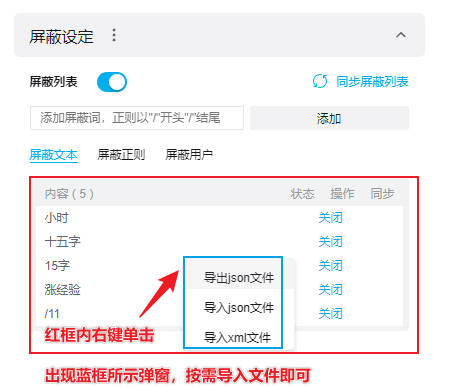 屏蔽设定
屏蔽列表 同步屏蔽列表
添加屏蔽词，正则以"/"开头"/"结尾 添加
屏蔽文本 屏蔽正则 屏蔽用户
内容 ( 5 ) 状态 操作 同步
小时 关闭
十五字 关闭
15字 关闭
涨经验 关闭
/11 关闭
导出json文件
导入json文件
导入xml文件
红框内右键单击
出现蓝框所示弹窗，按需导入文件即可